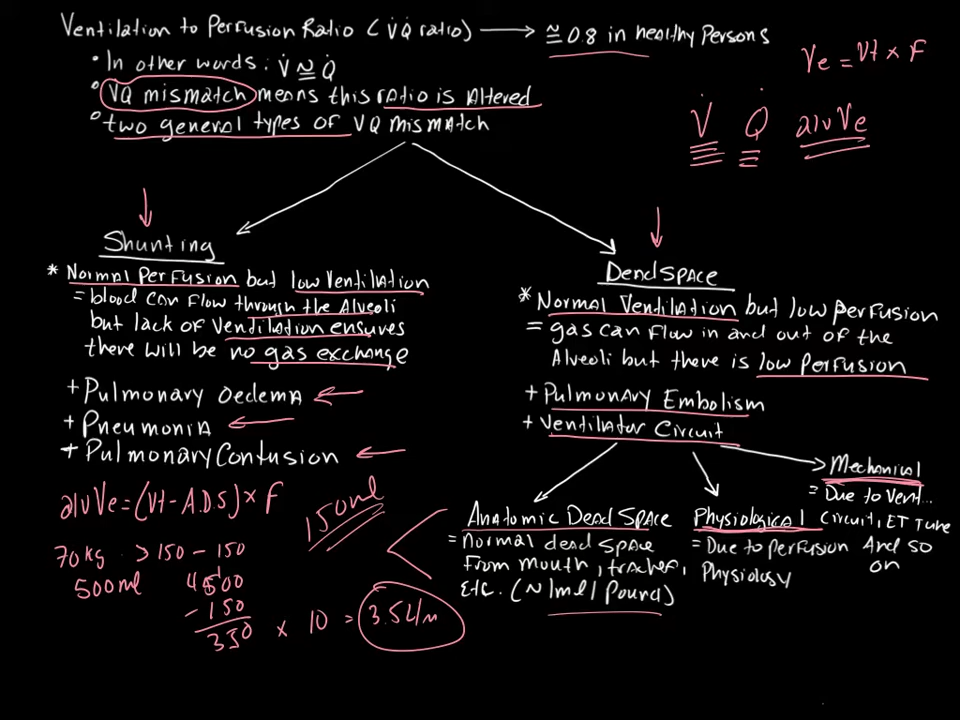 Ventilation to Perfusion Ratio (V̇Q̇ ratio) → ≅ 0.8 in healthy Persons
• In other words: V̇ ≅ Q̇
• VQ mismatch means this ratio is Altered
• two general types of VQ Mismatch
Ve = Vt × F
V̇ Q̇ alvVe
Shunting
* Normal Perfusion but low Ventilation
= blood can flow through the Alveoli
but lack of Ventilation ensures
there will be no gas exchange
+ Pulmonary Oedema
+ Pneumonia
+ Pulmonary Contusion
alvVe = (Vt - A.D.S) × F
70kg > 150 - 150
500ml
500
- 150
350 × 10 = 3.5L/m
150ml
Dead Space
* Normal Ventilation but low Perfusion
= gas can flow in and out of the
Alveoli but there is low Perfusion
+ Pulmonary Embolism
+ Ventilator Circuit
Anatomic Dead Space
= Normal dead space
From mouth, trachea,
Etc. (~ 1ml / Pound)
Physiological
= Due to Perfusion
Physiology
Mechanical
= Due to Vent...
Circuit, ET Tube
And so
on